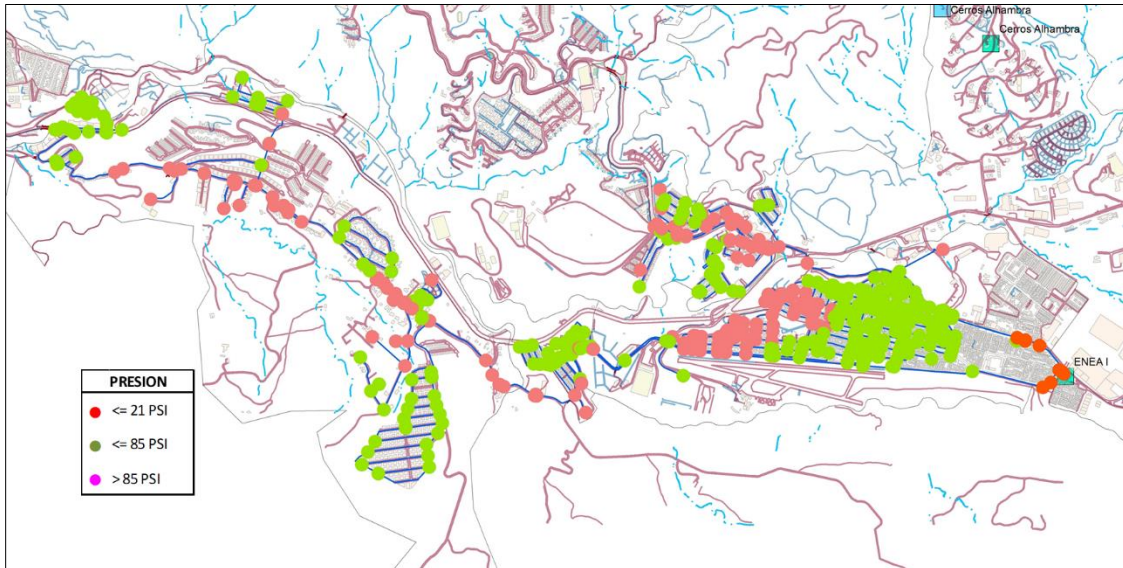 Cerros Alhambra
Cerros Alhambra
ENEA I
PRESION
<= 21 PSI
<= 85 PSI
> 85 PSI